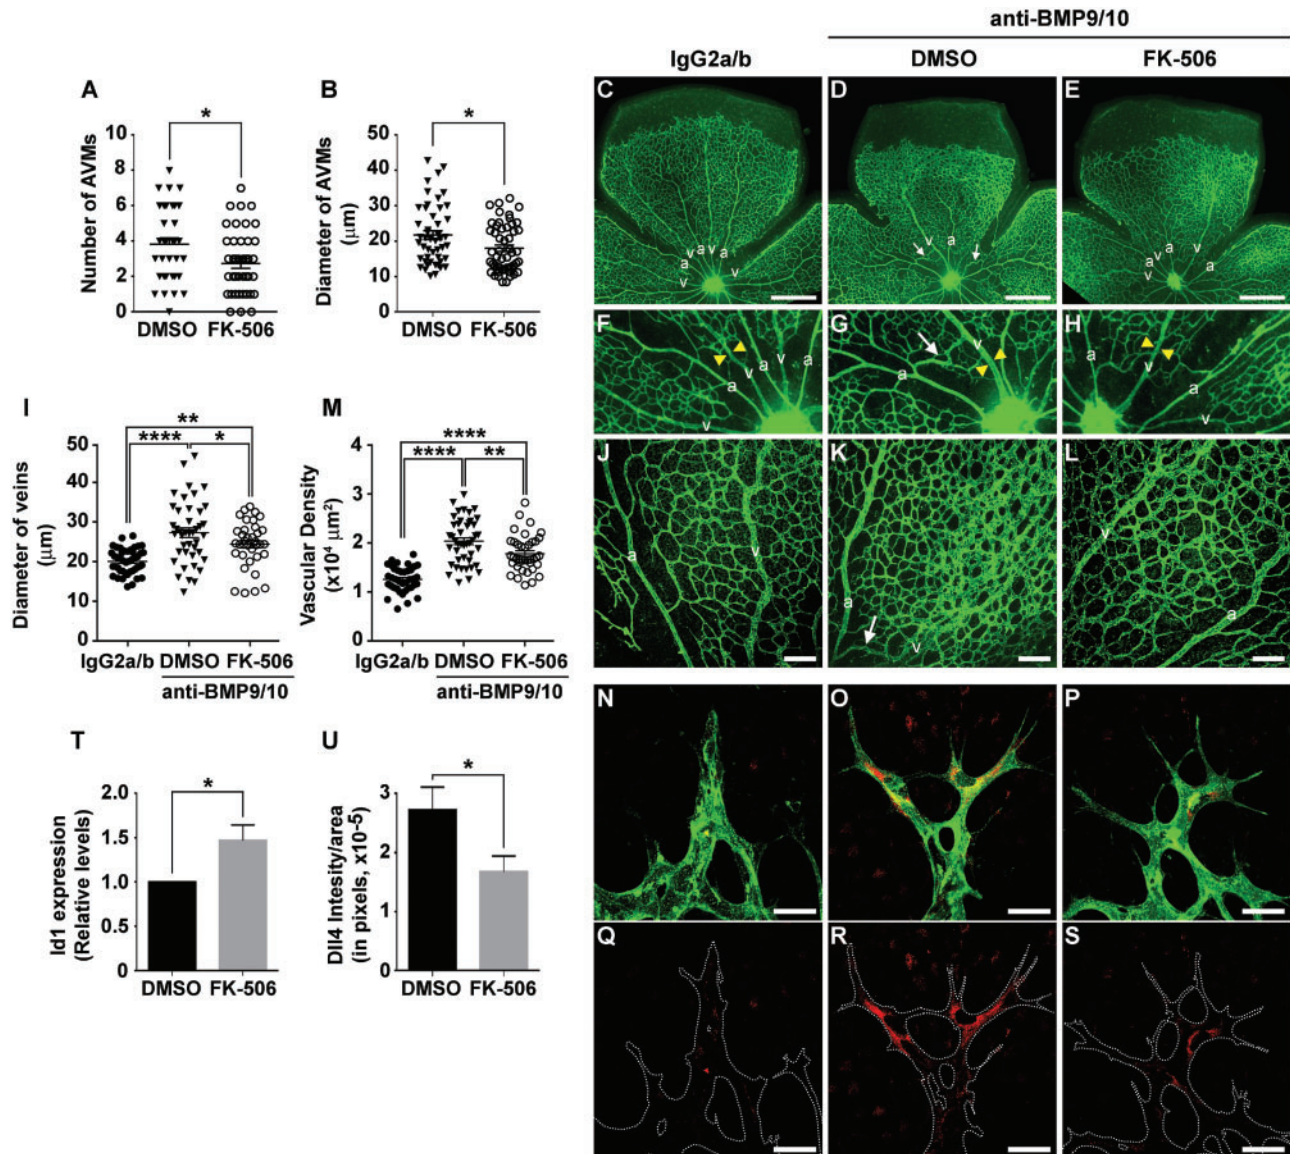 anti-BMP9/10
IgG2a/b DMSO FK-506
A
*
Number of AVMs
10
8
6
4
2
0
DMSO FK-506
B
*
Diameter of AVMs
(μm)
50
40
30
20
10
0
DMSO FK-506
C
a v a v
a
v
v
D
v a
v
E
v a v
a
v
a
F
v
a
v
a
a
G
v
a
v
H
a
v
a
v
I
**
**** *
Diameter of veins
(μm)
50
40
30
20
10
0
IgG2a/b DMSO FK-506
anti-BMP9/10
M
****
**** **
Vascular Density
(x10⁴ μm²)
4
3
2
1
0
IgG2a/b DMSO FK-506
anti-BMP9/10
J
v
a
K
a
v
L
v
a
N
O
P
T
*
Id1 expression
(Relative levels)
2.0
1.5
1.0
0.5
0
DMSO FK-506
U
*
Dll4 Intesity/area
(in pixels, x10-5)
3
2
1
0
DMSO FK-506
Q
R
S